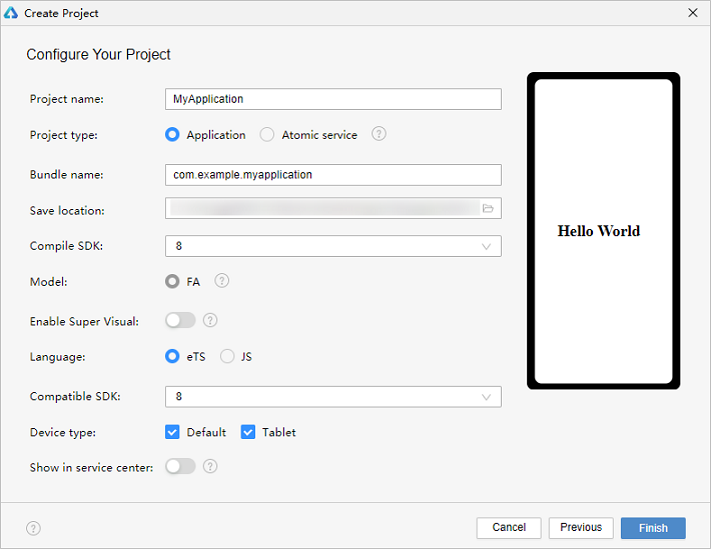 Create Project
Configure Your Project
Project name: MyApplication
Project type: Application Atomic service ?
Bundle name: com.example.myapplication
Save location:
Compile SDK: 8
Model: FA ?
Enable Super Visual: ?
Language: eTS JS
Compatible SDK: 8
Device type: Default Tablet
Show in service center: ?
Hello World
? Cancel Previous Finish